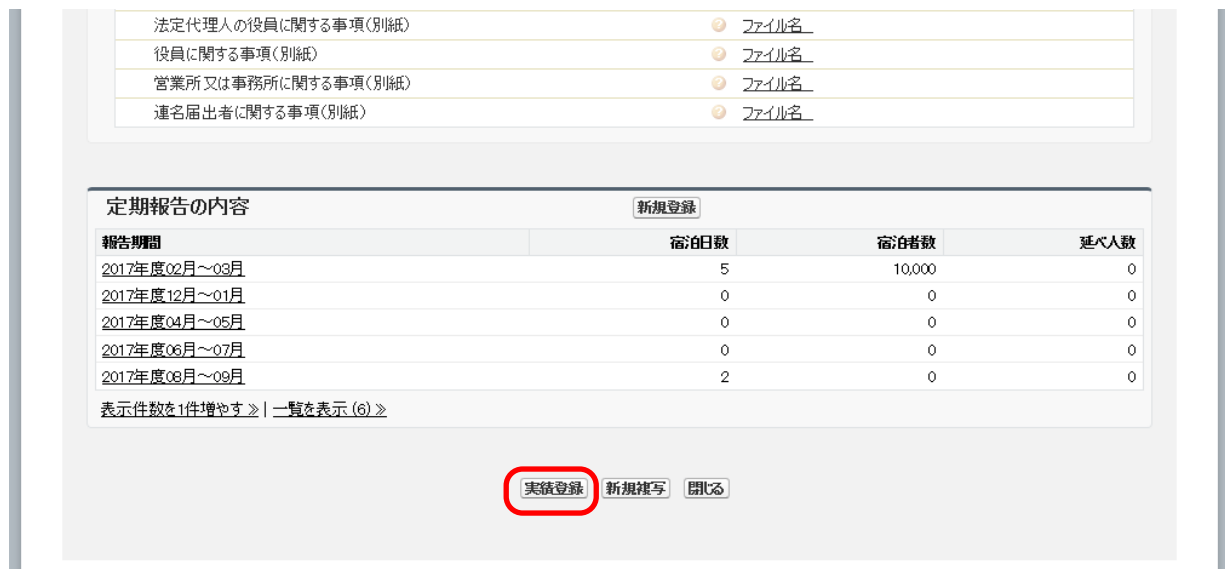 法定代理人の役員に関する事項(別紙) ? ファイル名
役員に関する事項(別紙) ? ファイル名
営業所又は事務所に関する事項(別紙) ? ファイル名
連名届出者に関する事項(別紙) ? ファイル名
定期報告の内容 新規登録
報告期間 宿泊日数 宿泊者数 延べ人数
2017年度02月～03月 5 10,000 0
2017年度12月～01月 0 0 0
2017年度04月～05月 0 0 0
2017年度06月～07月 0 0 0
2017年度08月～09月 2 0 0
表示件数を1件増やす ≫ | 一覧を表示 (6) ≫
実績登録 新規複写 閉じる